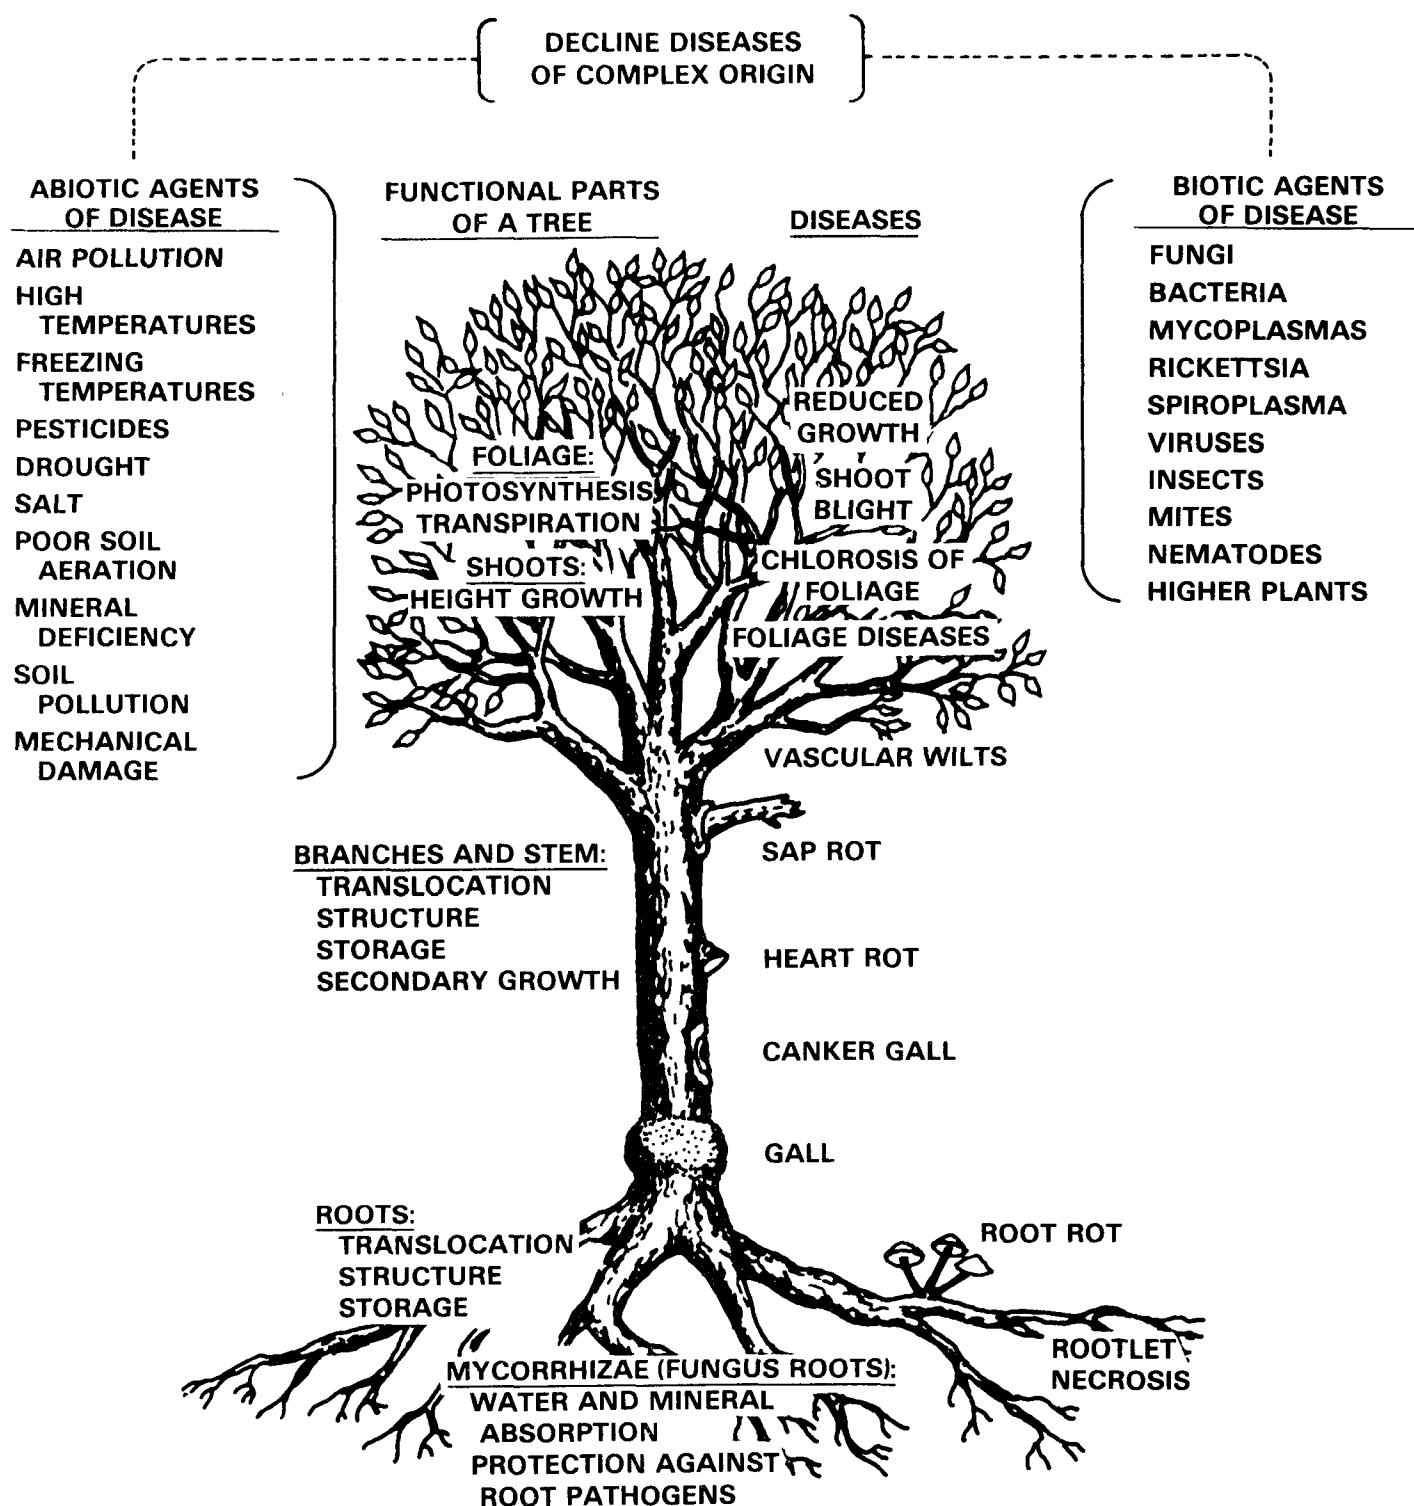 DECLINE DISEASES
OF COMPLEX ORIGIN
ABIOTIC AGENTS
OF DISEASE
AIR POLLUTION
HIGH
TEMPERATURES
FREEZING
TEMPERATURES
PESTICIDES
DROUGHT
SALT
POOR SOIL
AERATION
MINERAL
DEFICIENCY
SOIL
POLLUTION
MECHANICAL
DAMAGE
FUNCTIONAL PARTS
OF A TREE
FOLIAGE:
PHOTOSYNTHESIS
TRANSPIRATION
SHOOTS:
HEIGHT GROWTH
BRANCHES AND STEM:
TRANSLOCATION
STRUCTURE
STORAGE
SECONDARY GROWTH
ROOTS:
TRANSLOCATION
STRUCTURE
STORAGE
MYCORRHIZAE (FUNGUS ROOTS):
WATER AND MINERAL
ABSORPTION
PROTECTION AGAINST
ROOT PATHOGENS
DISEASES
REDUCED
GROWTH
SHOOT
BLIGHT
CHLOROSIS OF
FOLIAGE
FOLIAGE DISEASES
VASCULAR WILTS
SAP ROT
HEART ROT
CANKER GALL
GALL
ROOT ROT
ROOTLET
NECROSIS
BIOTIC AGENTS
OF DISEASE
FUNGI
BACTERIA
MYCOPLASMAS
RICKETTSIA
SPIROPLASMA
VIRUSES
INSECTS
MITES
NEMATODES
HIGHER PLANTS